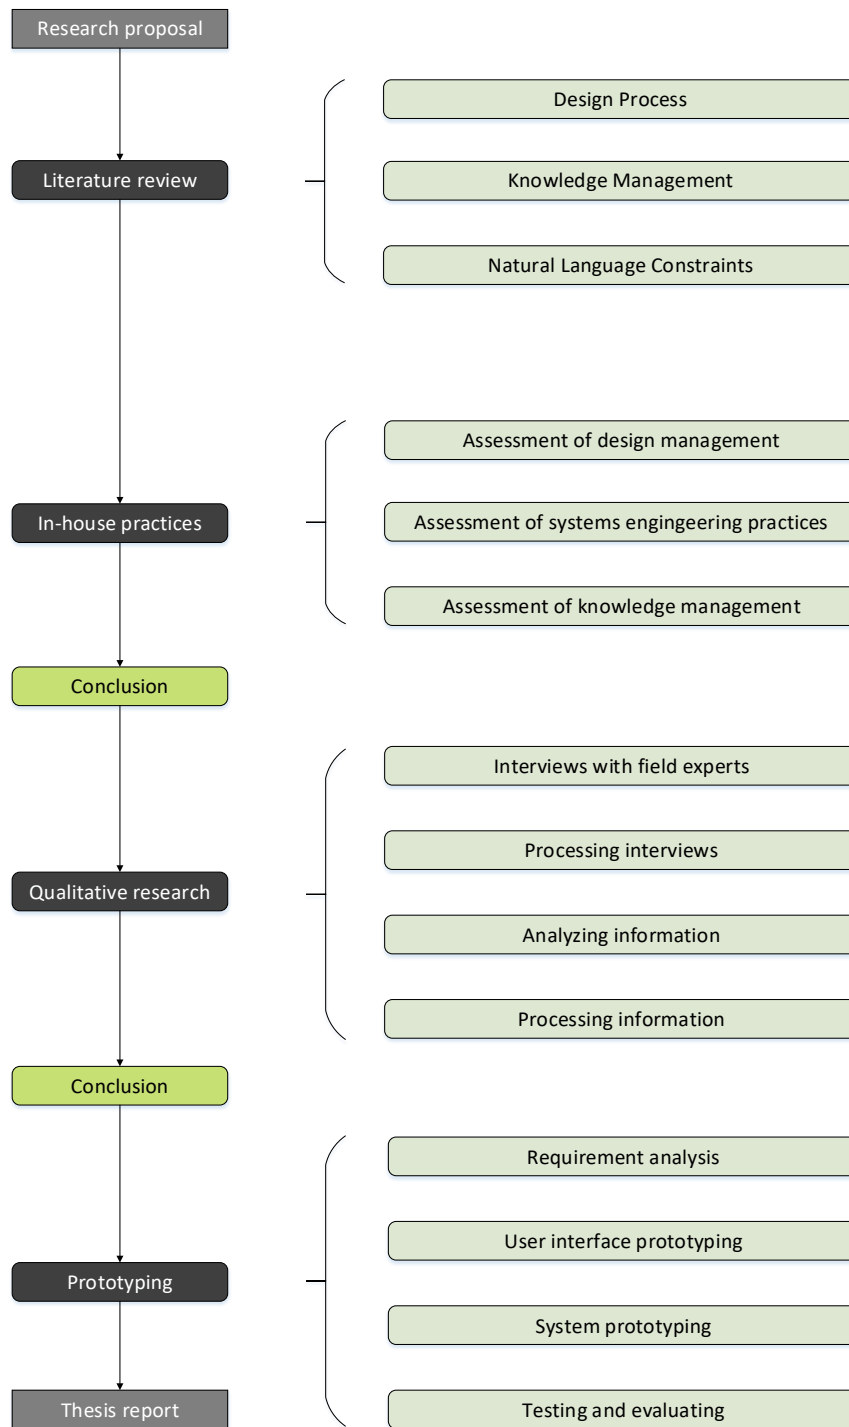 Research proposal
Design Process
Literature review
Knowledge Management
Natural Language Constraints
Assessment of design management
In-house practices
Assessment of systems engingeering practices
Assessment of knowledge management
Conclusion
Interviews with field experts
Processing interviews
Qualitative research
Analyzing information
Processing information
Conclusion
Requirement analysis
User interface prototyping
Prototyping
System prototyping
Thesis report
Testing and evaluating